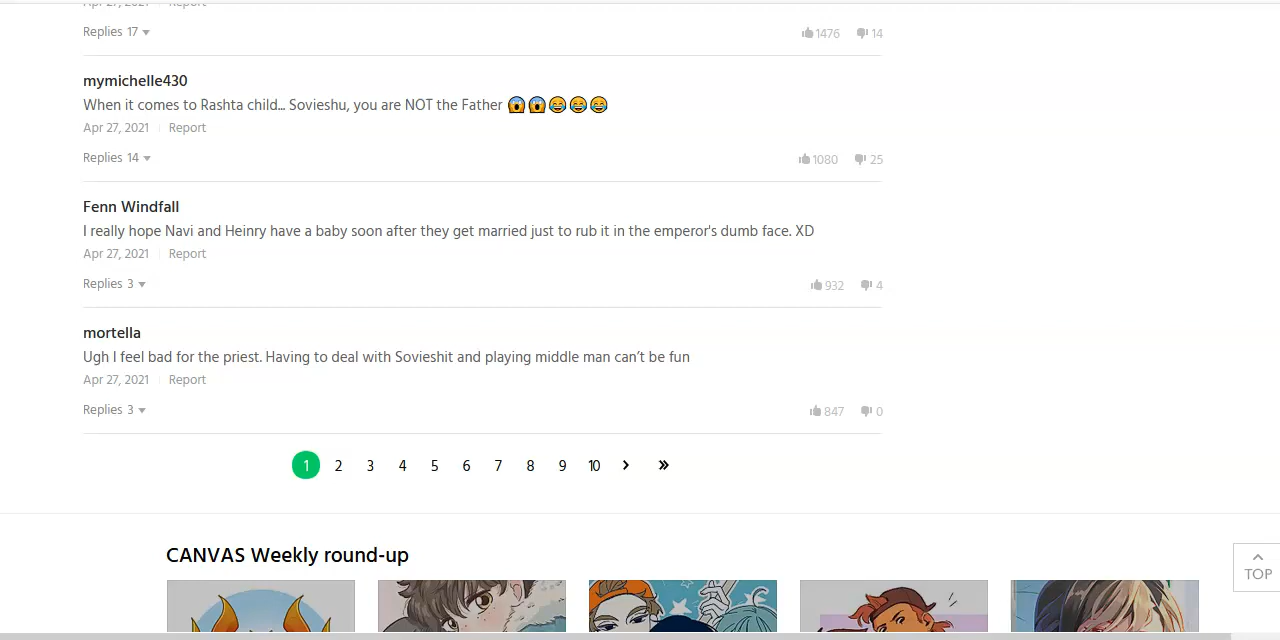 Apr 27, 2021 Report
Replies 17
1476 14
mymichelle430
When it comes to Rashta child... Sovieshu, you are NOT the Father 😱😱😂😂😂
Apr 27, 2021 Report
Replies 14
1080 25
Fenn Windfall
I really hope Navi and Heinry have a baby soon after they get married just to rub it in the emperor's dumb face. XD
Apr 27, 2021 Report
Replies 3
932 4
mortella
Ugh I feel bad for the priest. Having to deal with Sovieshit and playing middle man can’t be fun
Apr 27, 2021 Report
Replies 3
847 0
1 2 3 4 5 6 7 8 9 10 › »
CANVAS Weekly round-up
TOP